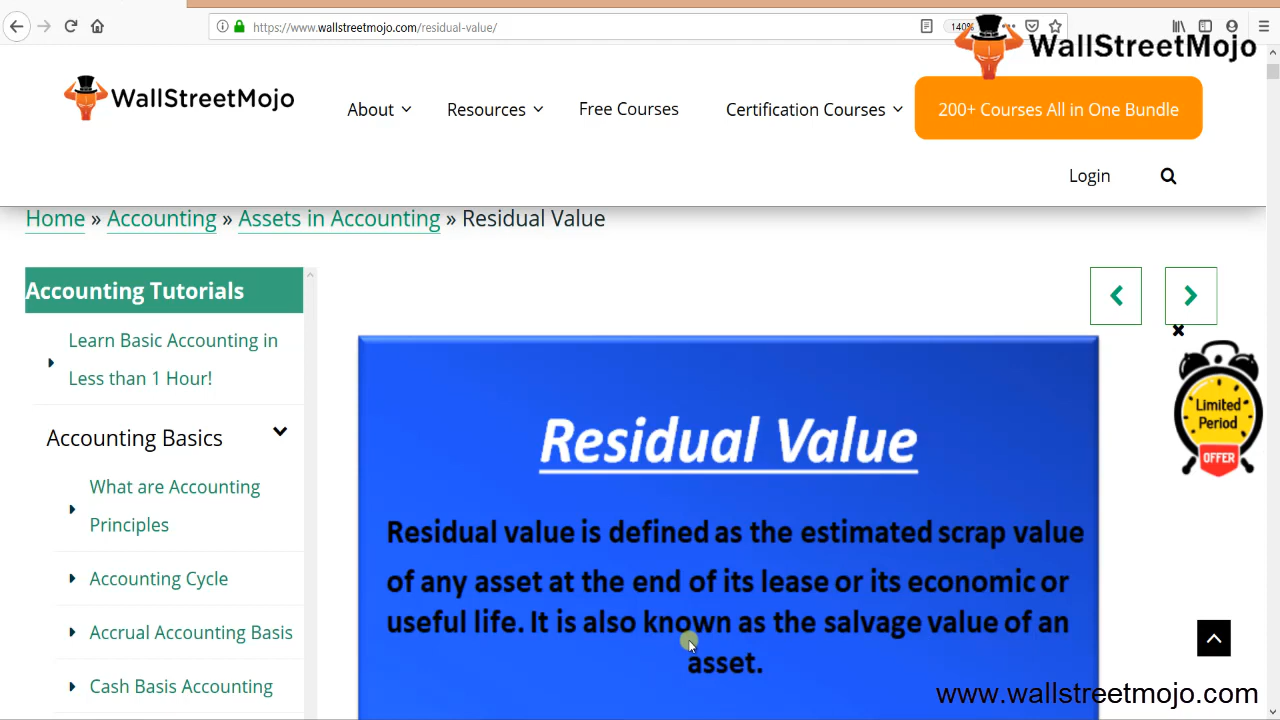 https://www.wallstreetmojo.com/residual-value/
140%
WallStreetMojo
WallStreetMojo
About
Resources
Free Courses
Certification Courses
200+ Courses All in One Bundle
Login
Home » Accounting » Assets in Accounting » Residual Value
Accounting Tutorials
Learn Basic Accounting in
Less than 1 Hour!
Accounting Basics
What are Accounting
Principles
Accounting Cycle
Accrual Accounting Basis
Cash Basis Accounting
Residual Value
Residual value is defined as the estimated scrap value
of any asset at the end of its lease or its economic or
useful life. It is also known as the salvage value of an
asset.
Limited
Period
OFFER
www.wallstreetmojo.com